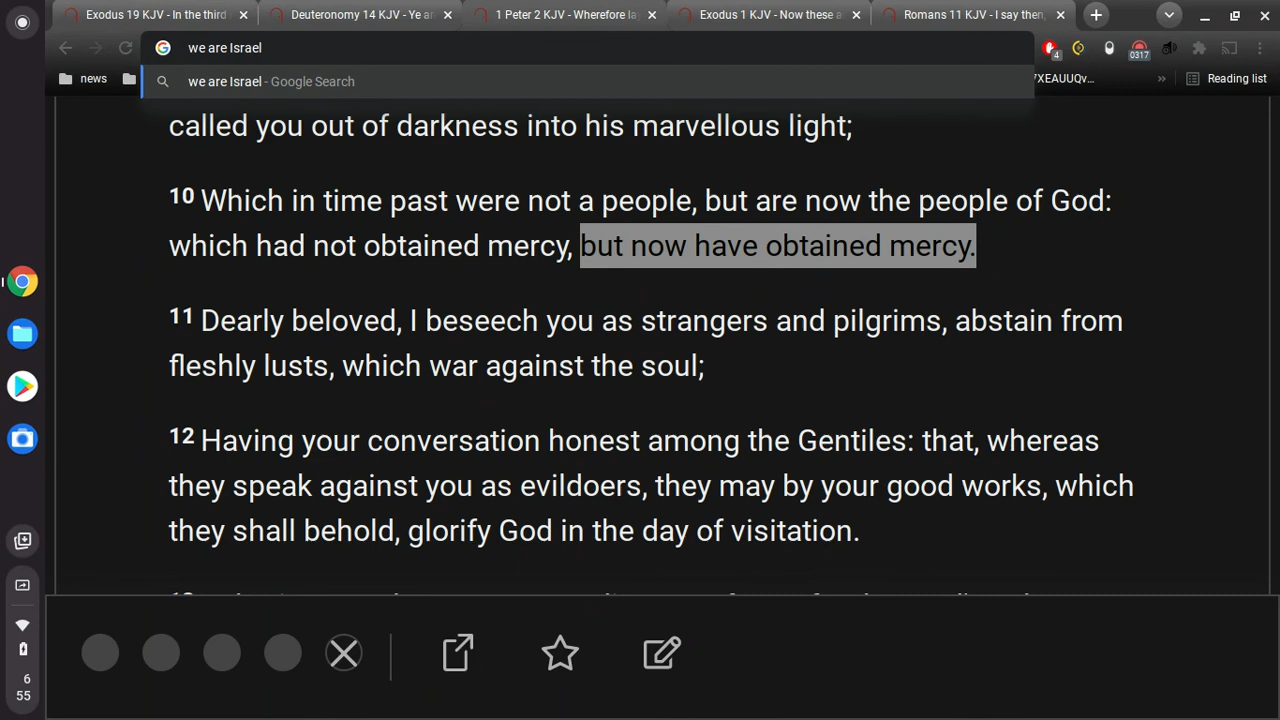 Exodus 19 KJV - In the third
Deuteronomy 14 KJV - Ye ar
1 Peter 2 KJV - Wherefore la
Exodus 1 KJV - Now these a
Romans 11 KJV - I say then,
we are Israel
4
0317
news
we are Israel - Google Search
7XEAUUQv...
»
Reading list
called you out of darkness into his marvellous light;
10 Which in time past were not a people, but are now the people of God:
which had not obtained mercy, but now have obtained mercy.
11 Dearly beloved, I beseech you as strangers and pilgrims, abstain from
fleshly lusts, which war against the soul;
12 Having your conversation honest among the Gentiles: that, whereas
they speak against you as evildoers, they may by your good works, which
they shall behold, glorify God in the day of visitation.
6
55